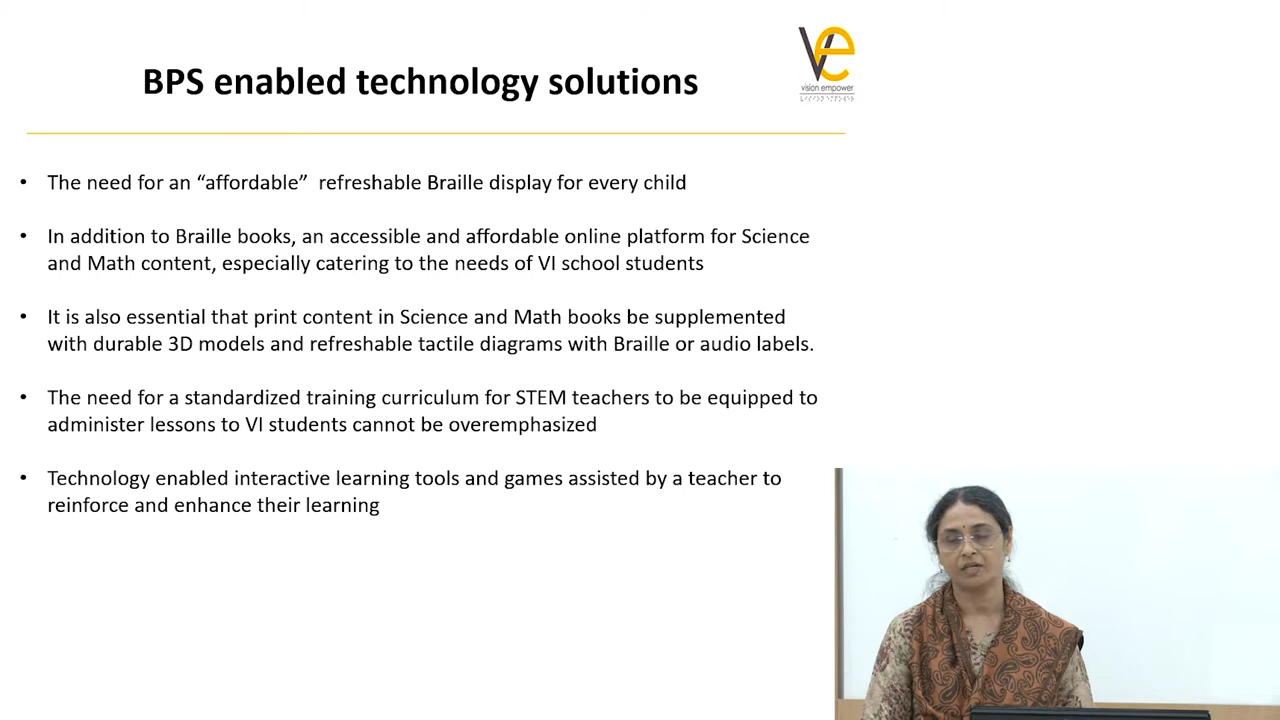 BPS enabled technology solutions
vision empower
• The need for an “affordable”  refreshable Braille display for every child
• In addition to Braille books, an accessible and affordable online platform for Science
and Math content, especially catering to the needs of VI school students
• It is also essential that print content in Science and Math books be supplemented
with durable 3D models and refreshable tactile diagrams with Braille or audio labels.
• The need for a standardized training curriculum for STEM teachers to be equipped to
administer lessons to VI students cannot be overemphasized
• Technology enabled interactive learning tools and games assisted by a teacher to
reinforce and enhance their learning